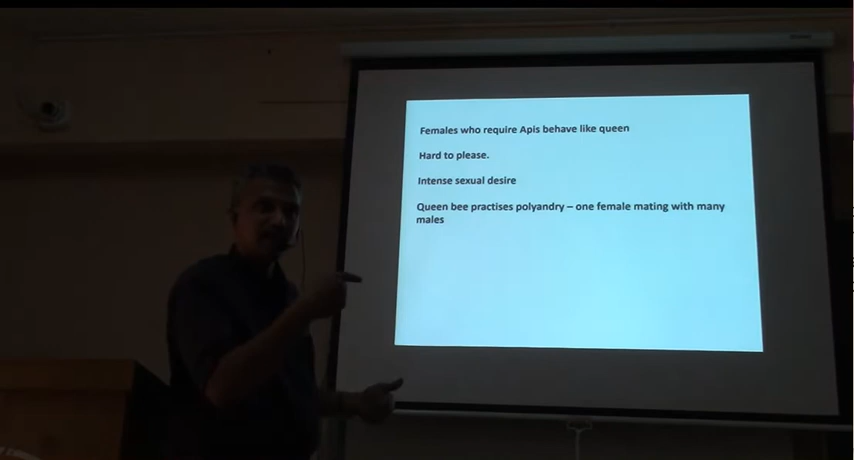 Females who require Apis behave like queen
Hard to please.
Intense sexual desire
Queen bee practises polyandry – one female mating with many
males